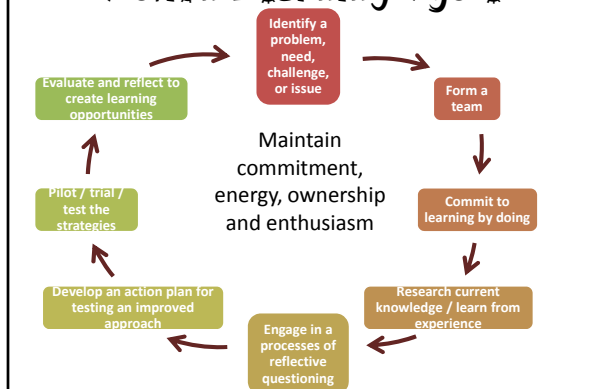 Identify a
problem,
need,
challenge,
or issue
Form a
team
Commit to
learning by doing
Research current
knowledge / learn from
experience
Engage in a
processes of
reflective
questioning
Develop an action plan for
testing an improved
approach
Pilot / trial /
test the
strategies
Evaluate and reflect to
create learning
opportunities
Maintain
commitment,
energy, ownership
and enthusiasm